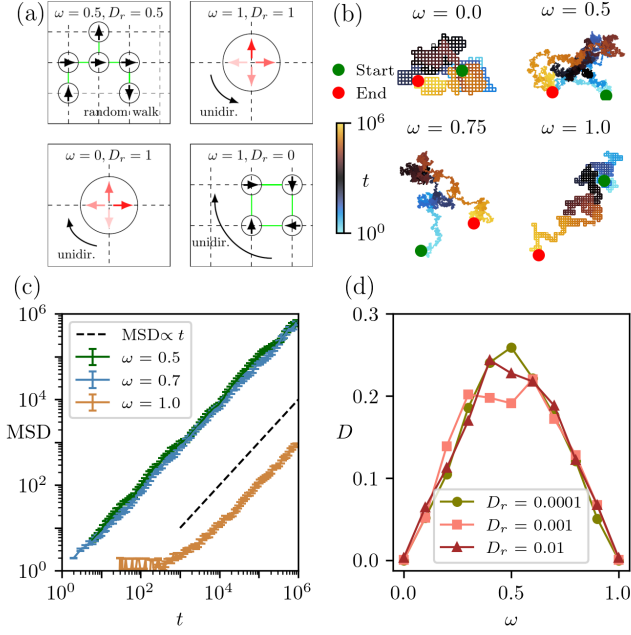 (a)
ω = 0.5, D_r = 0.5
random walk
ω = 1, D_r = 1
unidir.
ω = 0, D_r = 1
unidir.
ω = 1, D_r = 0
unidir.
(b)
ω = 0.0
ω = 0.5
Start
End
ω = 0.75
ω = 1.0
10^6
t
10^0
(c)
10^6
10^4
MSD
10^2
10^0
MSD∝ t
ω = 0.5
ω = 0.7
ω = 1.0
10^0 10^2 10^4 10^6
t
(d)
0.3
0.2
D
0.1
0.0
D_r = 0.0001
D_r = 0.001
D_r = 0.01
0.0 0.5 1.0
ω